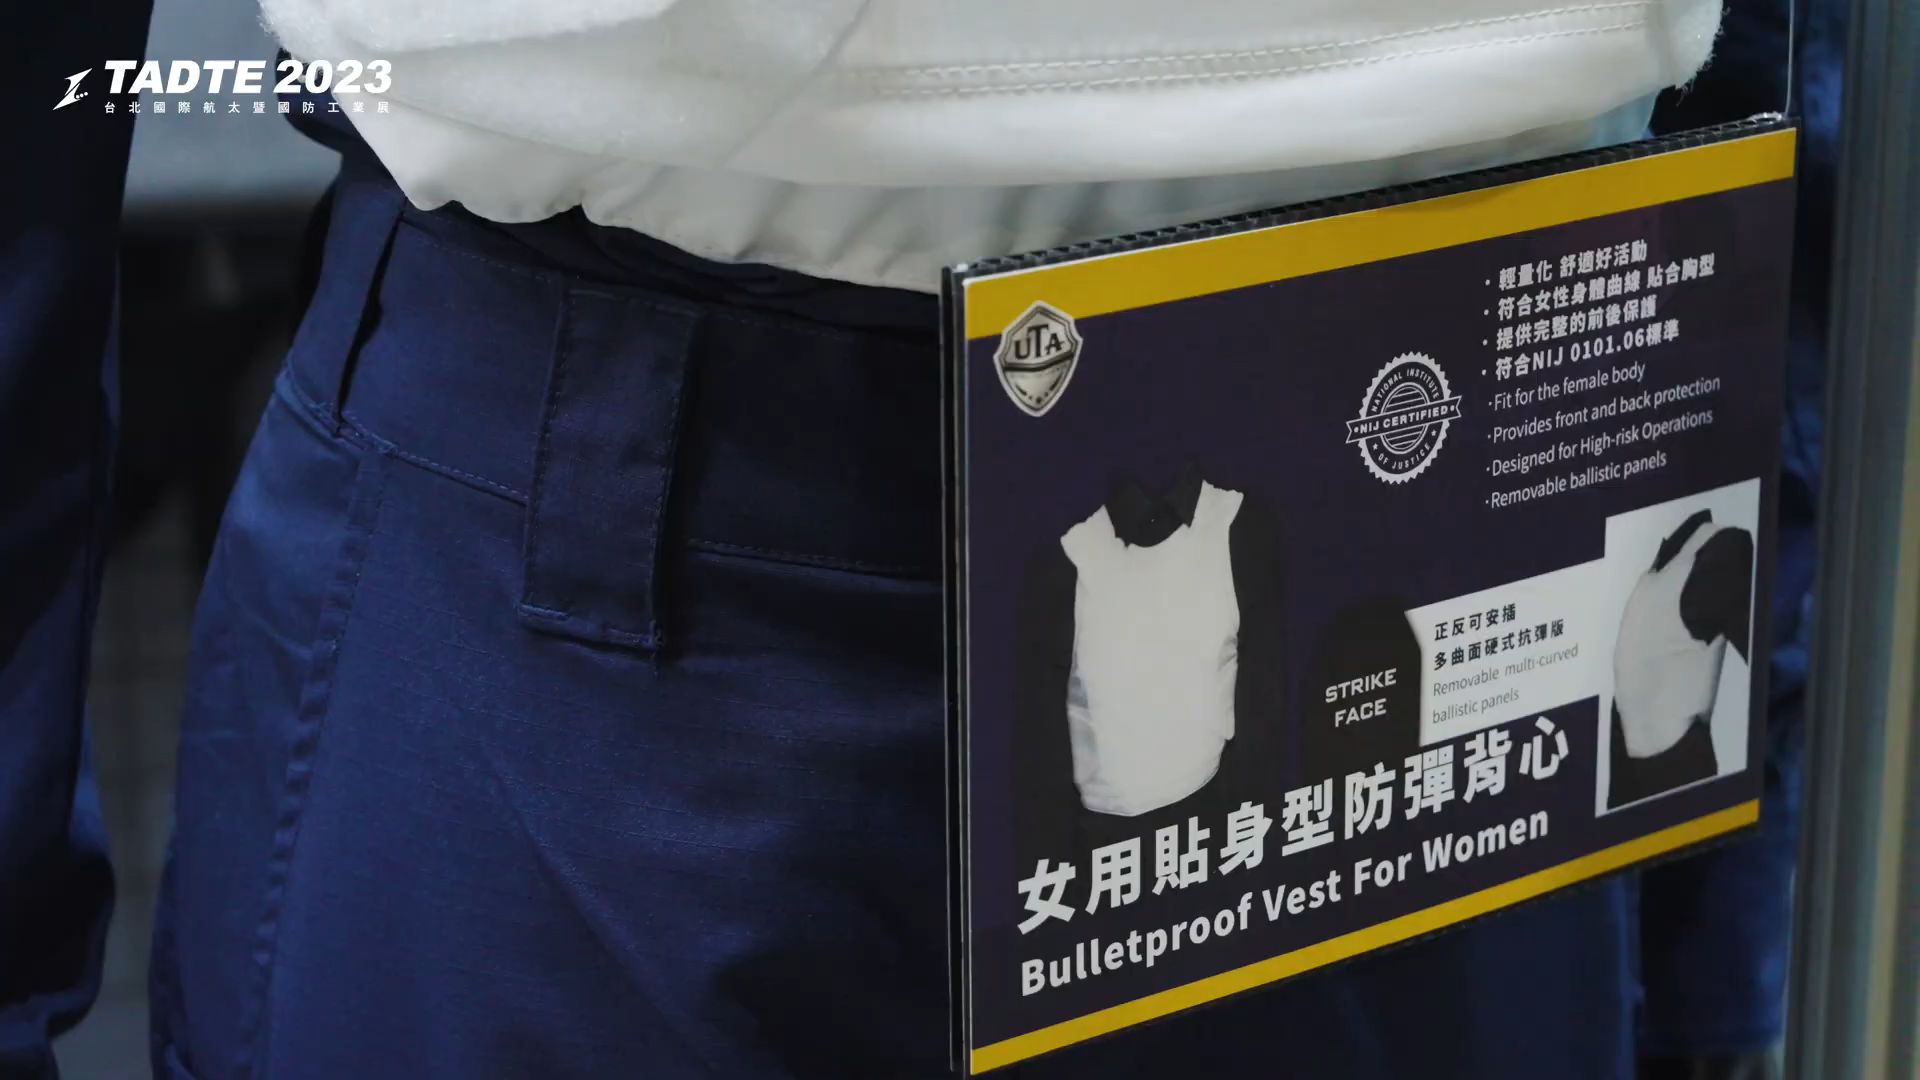 TADTE 2023
台北國際航太暨國防工業展
UTA
· 輕量化 舒適好活動
· 符合女性身體曲線 貼合胸型
· 提供完整的前後保護
· 符合NIJ 0101.06標準
·Fit for the female body
·Provides front and back protection
·Designed for High-risk Operations
·Removable ballistic panels
NATIONAL INSTITUTE
NIJ CERTIFIED
OF JUSTICE
正反可安插
多曲面硬式抗彈版
Removable multi-curved
ballistic panels
STRIKE
FACE
女用貼身型防彈背心
Bulletproof Vest For Women